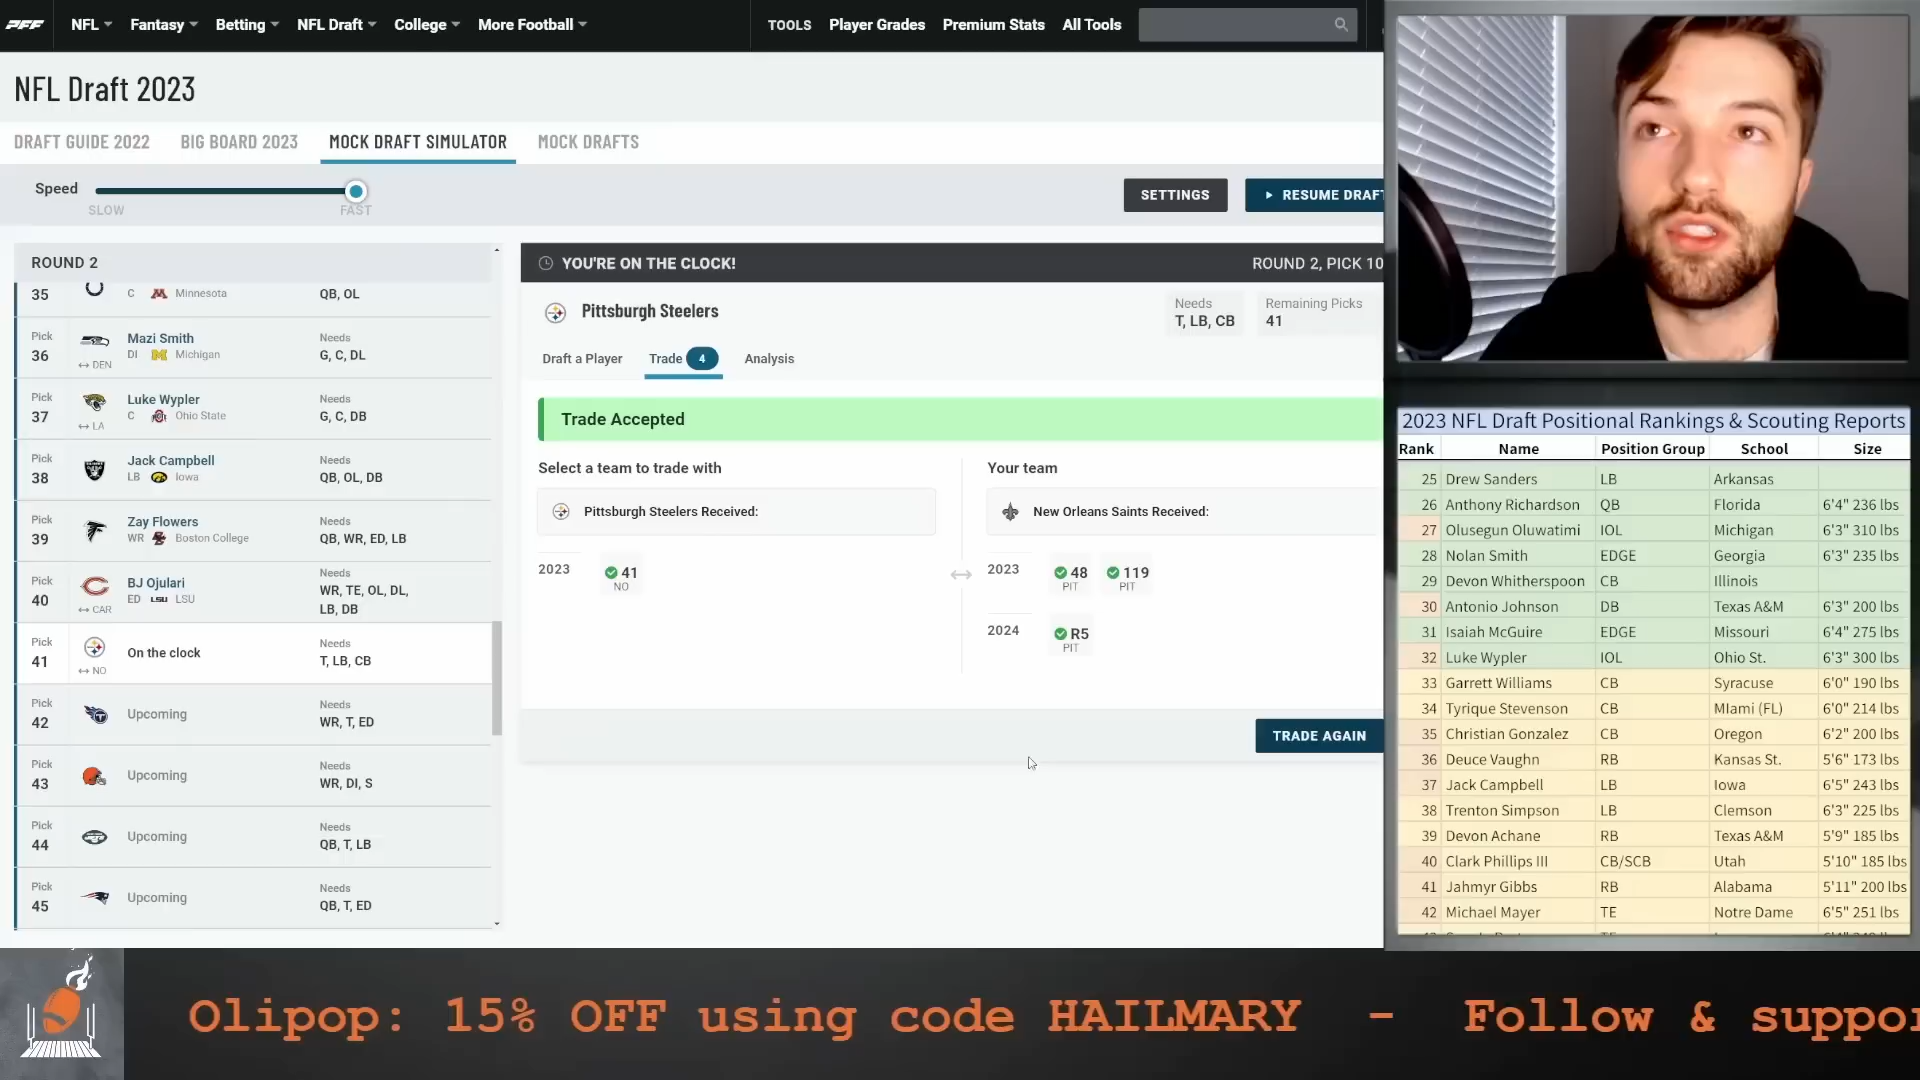 PFF NFL Fantasy Betting NFL Draft College More Football TOOLS Player Grades Premium Stats All Tools
NFL Draft 2023
DRAFT GUIDE 2022 BIG BOARD 2023 MOCK DRAFT SIMULATOR MOCK DRAFTS
Speed
SLOW FAST
SETTINGS RESUME DRAFT
ROUND 2
35 C Minnesota QB, OL
Pick 36 DEN Mazi Smith DI Michigan Needs G, C, DL
Pick 37 LA Luke Wypler C Ohio State Needs G, C, DB
Pick 38 Jack Campbell LB Iowa Needs QB, OL, DB
Pick 39 Zay Flowers WR Boston College Needs QB, WR, ED, LB
Pick 40 CAR BJ Ojulari ED LSU LSU Needs WR, TE, OL, DL, LB, DB
Pick 41 NO On the clock Needs T, LB, CB
Pick 42 Upcoming Needs WR, T, ED
Pick 43 Upcoming Needs WR, DI, S
Pick 44 Upcoming Needs QB, T, LB
Pick 45 Upcoming Needs QB, T, ED
YOU'RE ON THE CLOCK! ROUND 2, PICK 10
Pittsburgh Steelers
Needs T, LB, CB
Remaining Picks 41
Draft a Player Trade 4 Analysis
Trade Accepted
Select a team to trade with Your team
Pittsburgh Steelers Received: New Orleans Saints Received:
2023 41 NO 2023 48 PIT 119 PIT
2024 R5 PIT
TRADE AGAIN
2023 NFL Draft Positional Rankings & Scouting Reports
Rank Name Position Group School Size
25 Drew Sanders LB Arkansas
26 Anthony Richardson QB Florida 6'4" 236 lbs
27 Olusegun Oluwatimi IOL Michigan 6'3" 310 lbs
28 Nolan Smith EDGE Georgia 6'3" 235 lbs
29 Devon Whitherspoon CB Illinois
30 Antonio Johnson DB Texas A&M 6'3" 200 lbs
31 Isaiah McGuire EDGE Missouri 6'4" 275 lbs
32 Luke Wypler IOL Ohio St. 6'3" 300 lbs
33 Garrett Williams CB Syracuse 6'0" 190 lbs
34 Tyrique Stevenson CB MIami (FL) 6'0" 214 lbs
35 Christian Gonzalez CB Oregon 6'2" 200 lbs
36 Deuce Vaughn RB Kansas St. 5'6" 173 lbs
37 Jack Campbell LB Iowa 6'5" 243 lbs
38 Trenton Simpson LB Clemson 6'3" 225 lbs
39 Devon Achane RB Texas A&M 5'9" 185 lbs
40 Clark Phillips III CB/SCB Utah 5'10" 185 lbs
41 Jahmyr Gibbs RB Alabama 5'11" 200 lbs
42 Michael Mayer TE Notre Dame 6'5" 251 lbs
Olipop: 15% OFF using code HAILMARY - Follow & suppor